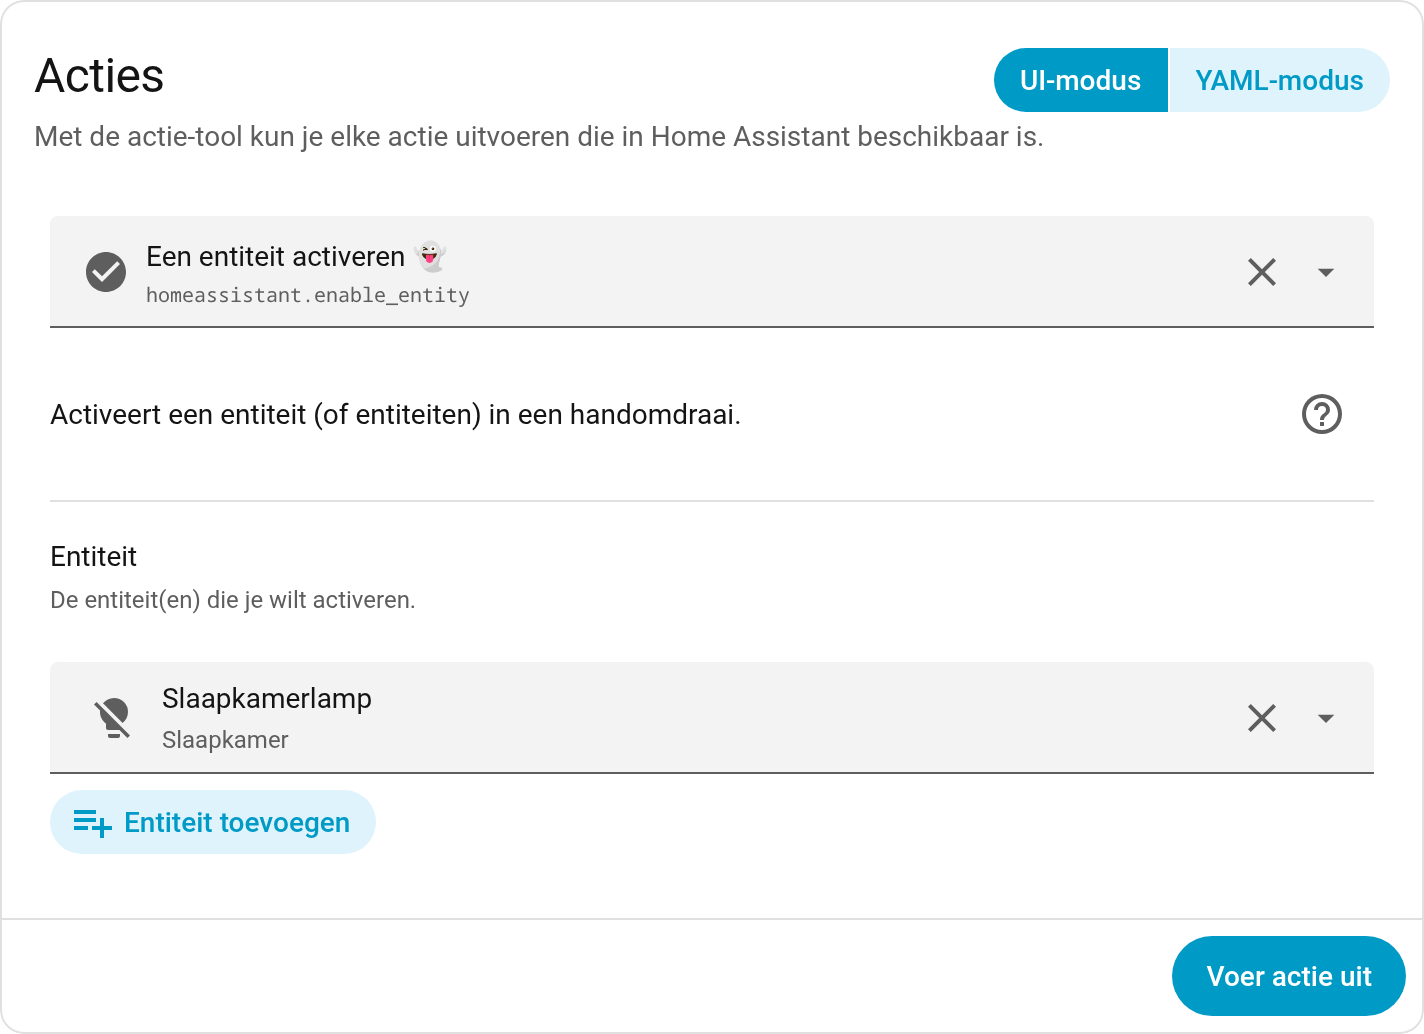 Acties
UI-modus
YAML-modus
Met de actie-tool kun je elke actie uitvoeren die in Home Assistant beschikbaar is.
Een entiteit activeren 👻
homeassistant.enable_entity
Activeert een entiteit (of entiteiten) in een handomdraai.
Entiteit
De entiteit(en) die je wilt activeren.
Slaapkamerlamp
Slaapkamer
Entiteit toevoegen
Voer actie uit